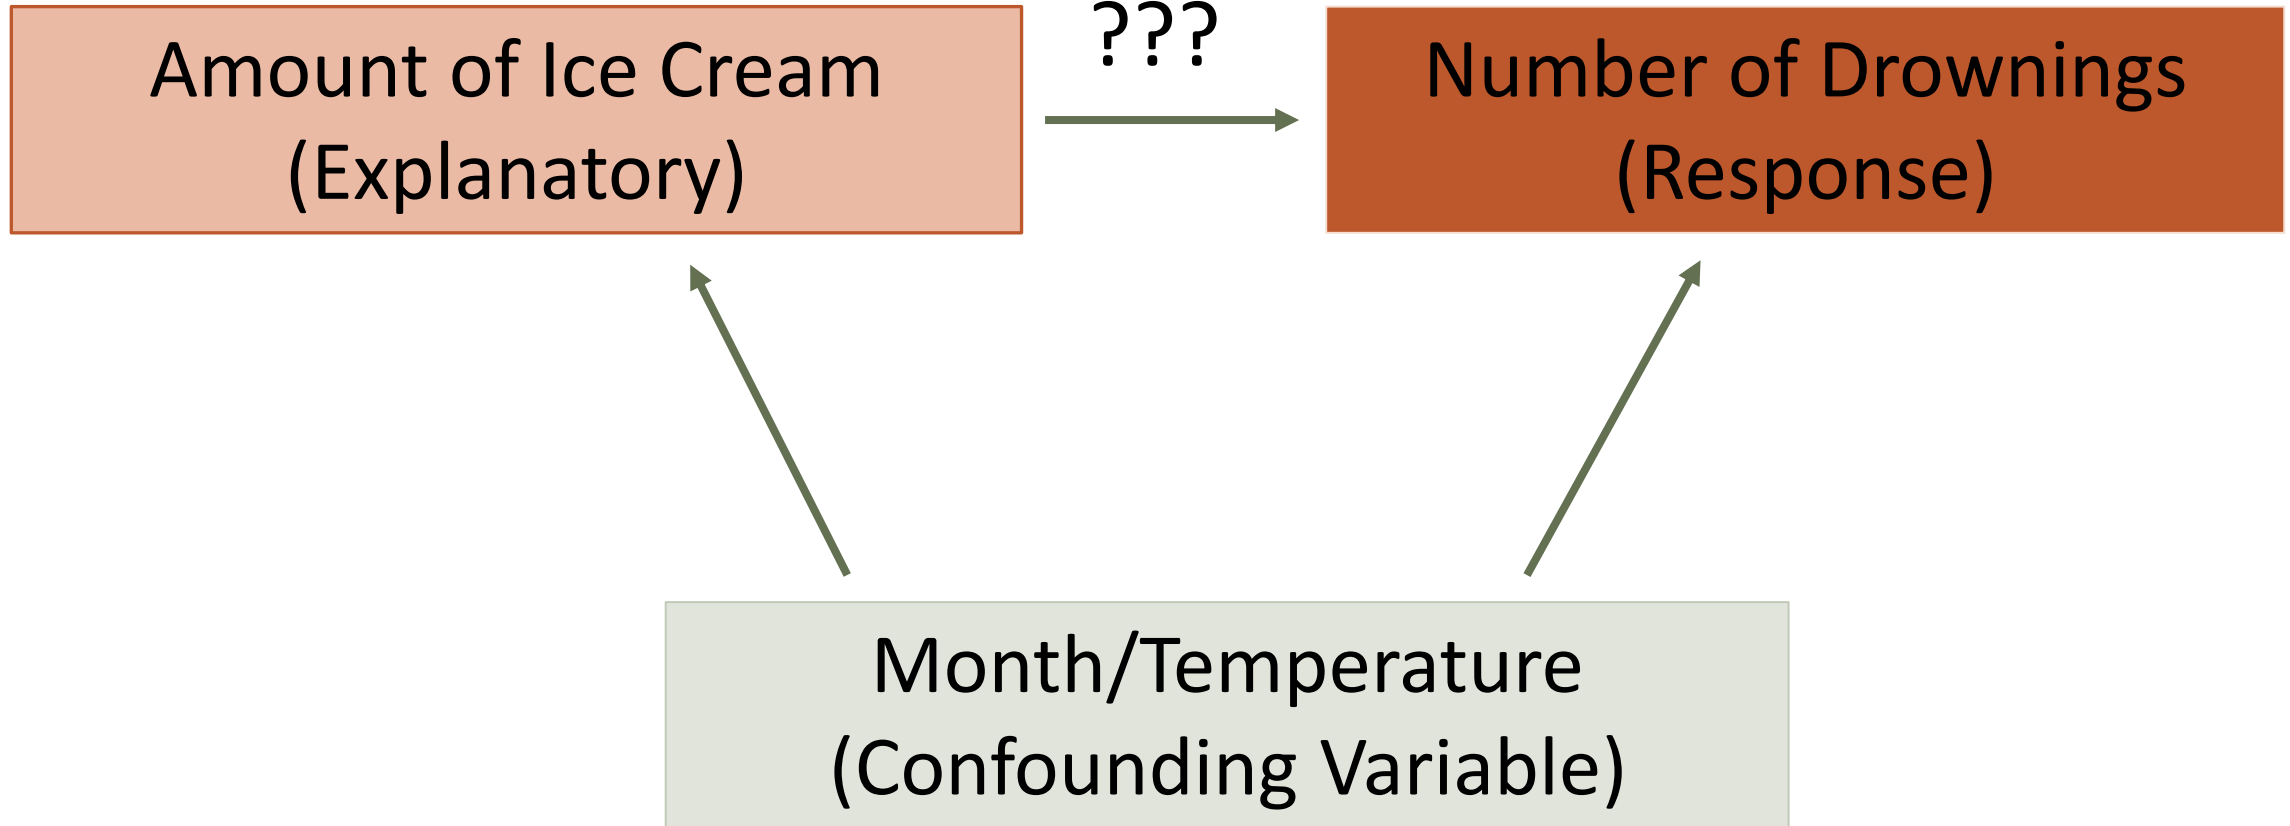 Amount of Ice Cream
(Explanatory)
???
Number of Drownings
(Response)
Month/Temperature
(Confounding Variable)